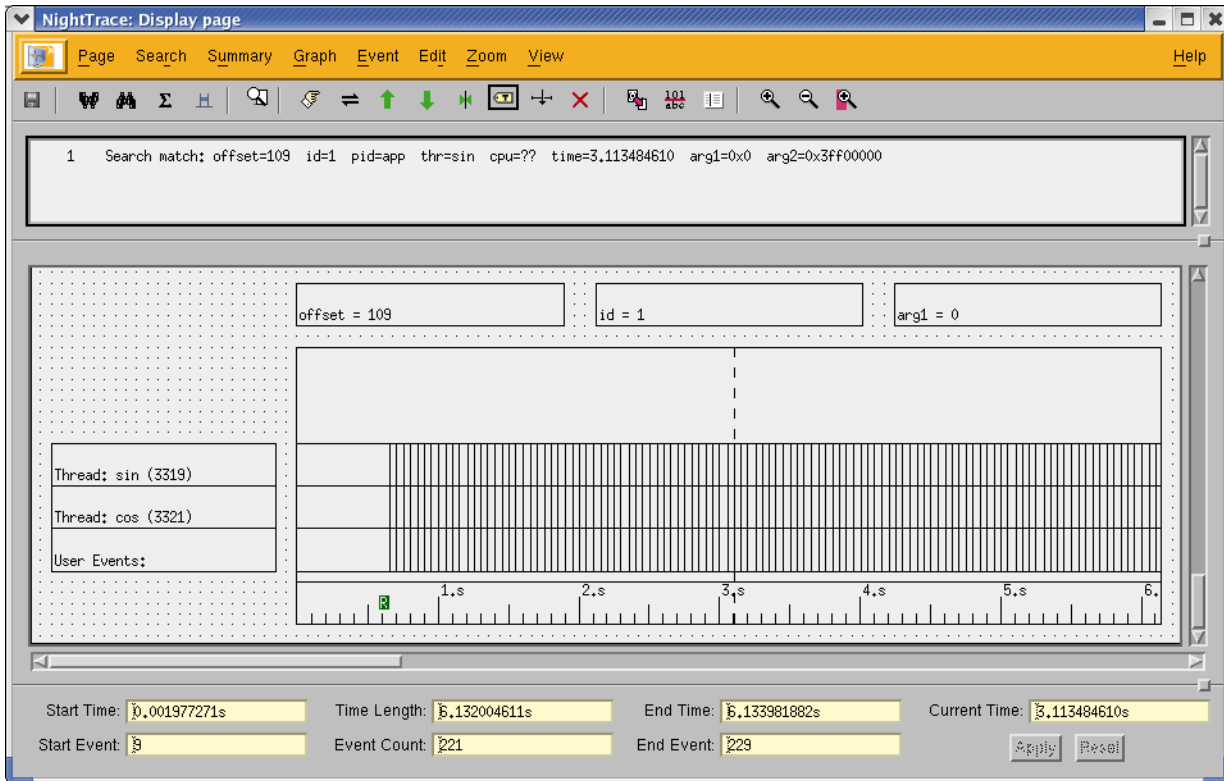 NightTrace: Display page
Page Search Summary Graph Event Edit Zoom View Help
101
abc
1 Search match: offset=109 id=1 pid=app thr=sin cpu=?? time=3.113484610 arg1=0x0 arg2=0x3ff00000
offset = 109 id = 1 arg1 = 0
Thread: sin (3319)
Thread: cos (3321)
User Events:
1.s 2.s 3.s 4.s 5.s 6.
R
Start Time: 0.001977271s Time Length: 6.132004611s End Time: 6.133981882s Current Time: 3.113484610s
Start Event: 9 Event Count: 221 End Event: 229 Apply Reset